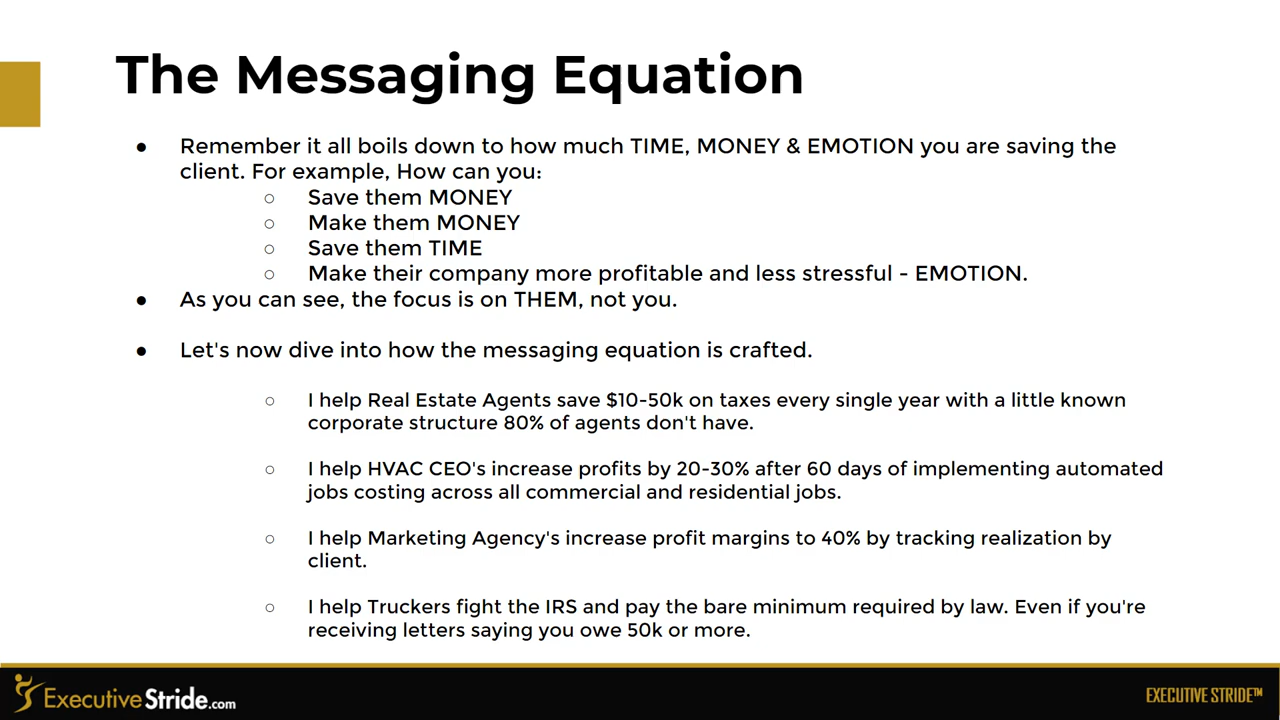 The Messaging Equation
● Remember it all boils down to how much TIME, MONEY & EMOTION you are saving the
client. For example, How can you:
○ Save them MONEY
○ Make them MONEY
○ Save them TIME
○ Make their company more profitable and less stressful - EMOTION.
● As you can see, the focus is on THEM, not you.
● Let's now dive into how the messaging equation is crafted.
○ I help Real Estate Agents save $10-50k on taxes every single year with a little known
corporate structure 80% of agents don't have.
○ I help HVAC CEO's increase profits by 20-30% after 60 days of implementing automated
jobs costing across all commercial and residential jobs.
○ I help Marketing Agency's increase profit margins to 40% by tracking realization by
client.
○ I help Truckers fight the IRS and pay the bare minimum required by law. Even if you're
receiving letters saying you owe 50k or more.
ExecutiveStride.com
EXECUTIVE STRIDE™